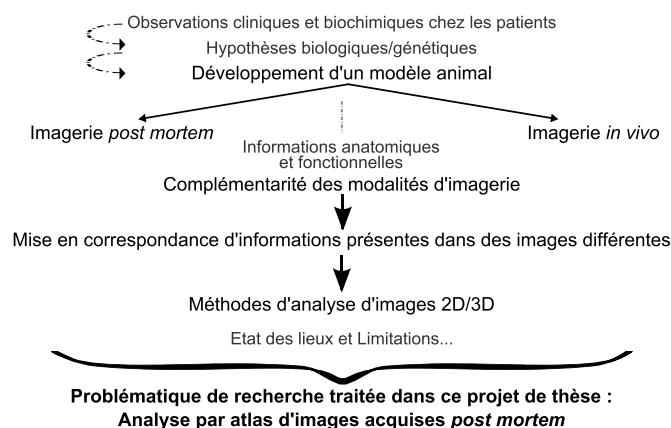 Observations cliniques et biochimiques chez les patients
Hypothèses biologiques/génétiques
Développement d'un modèle animal
Imagerie post mortem
Imagerie in vivo
Informations anatomiques
et fonctionnelles
Complémentarité des modalités d'imagerie
Mise en correspondance d'informations présentes dans des images différentes
Méthodes d'analyse d'images 2D/3D
Etat des lieux et Limitations...
Problématique de recherche traitée dans ce projet de thèse :
Analyse par atlas d'images acquises post mortem